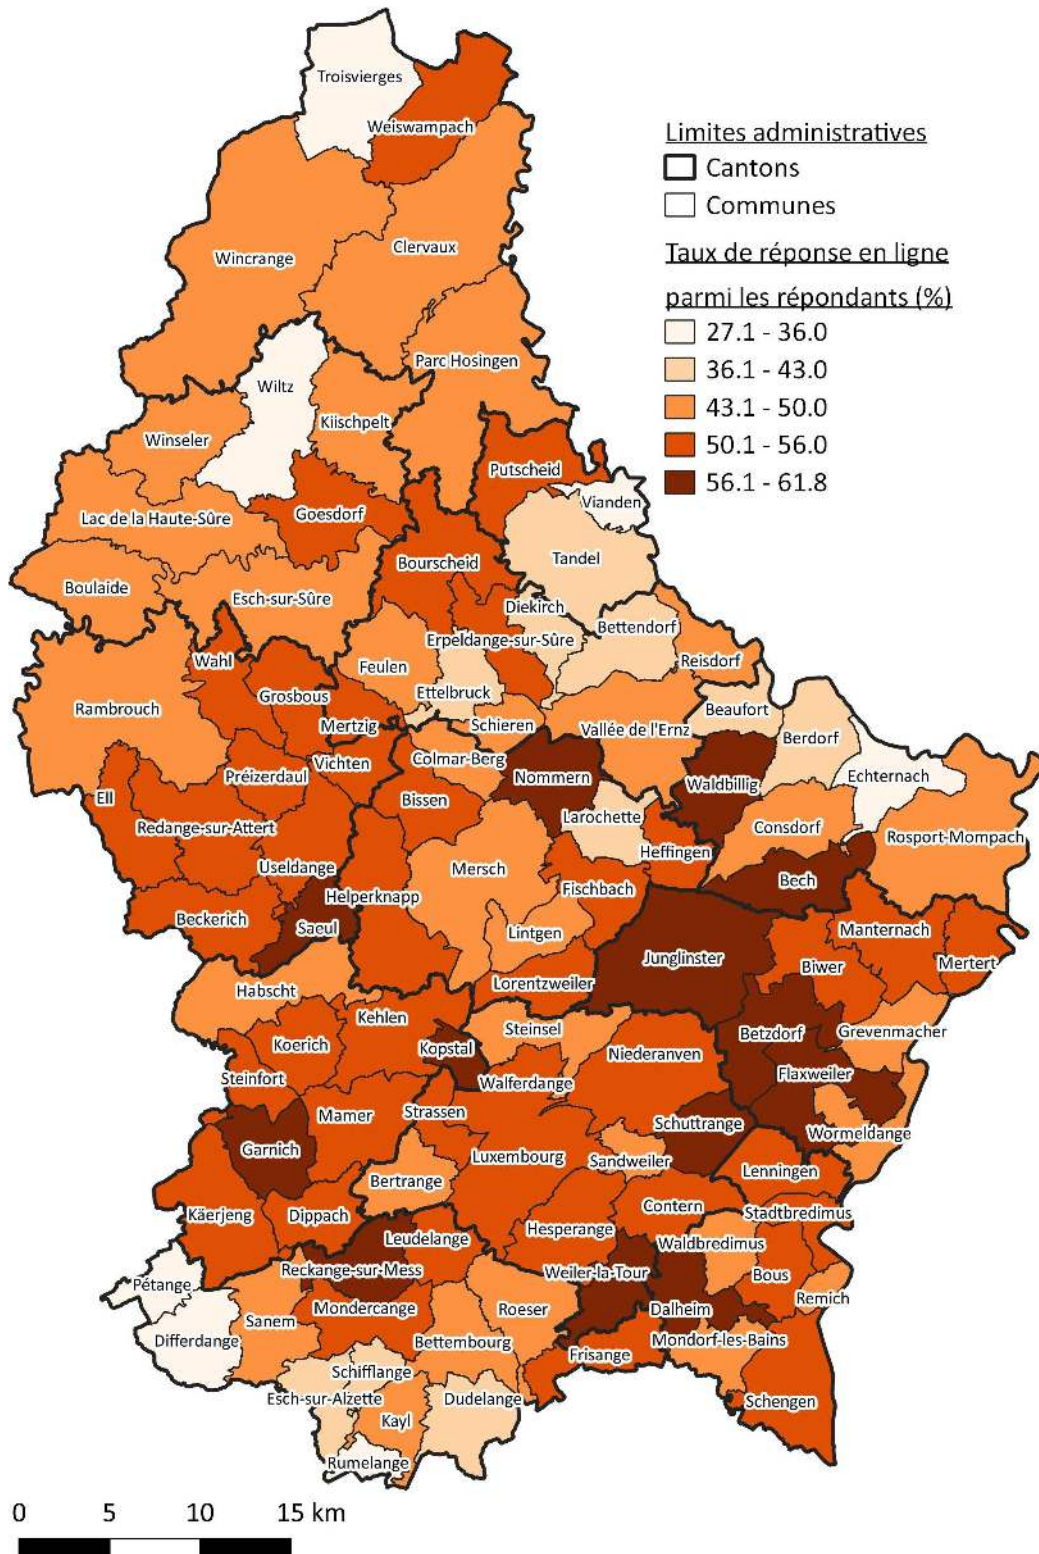 Troisvierges
Weiswampach
Limites administratives
Cantons
Communes
Taux de réponse en ligne
parmi les répondants (%)
27.1 - 36.0
36.1 - 43.0
43.1 - 50.0
50.1 - 56.0
56.1 - 61.8
Clervaux
Wincrange
Parc Hosingen
Wiltz
Kiischpelt
Winseler
Putscheid
Vianden
Goesdorf
Lac de la Haute-Sûre
Tandel
Bourscheid
Boulaide
Esch-sur-Sûre
Diekirch
Bettendorf
Erpeldange-sur-Sûre
Wahl
Feulen
Reisdorf
Ettelbruck
Grosbous
Rambrouch
Beaufort
Mertzig
Schieren
Vallée de l'Ernz
Berdorf
Colmar-Berg
Vichten
Préizerdaul
Nommern
Echternach
Waldbillig
Ell
Bissen
Larochette
Consdorf
Redange-sur-Attert
Rosport-Mompach
Heffingen
Useldange
Mersch
Bech
Fischbach
Helperknapp
Beckerich
Saeul
Lintgen
Manternach
Junglinster
Mertert
Biwer
Lorentzweiler
Habscht
Kehlen
Steinsel
Betzdorf
Grevenmacher
Koerich
Kopstal
Niederanven
Flaxweiler
Steinfort
Walferdange
Mamer
Strassen
Schuttrange
Wormeldange
Garnich
Luxembourg
Sandweiler
Lenningen
Bertrange
Contern
Käerjeng
Dippach
Stadtbredimus
Hesperange
Leudelange
Waldbredimus
Reckange-sur-Mess
Weiler-la-Tour
Bous
Pétange
Remich
Mondercange
Roeser
Dalheim
Sanem
Differdange
Bettembourg
Mondorf-les-Bains
Frisange
Schifflange
Esch-sur-Alzette
Dudelange
Schengen
Kayl
Rumelange
0 5 10 15 km